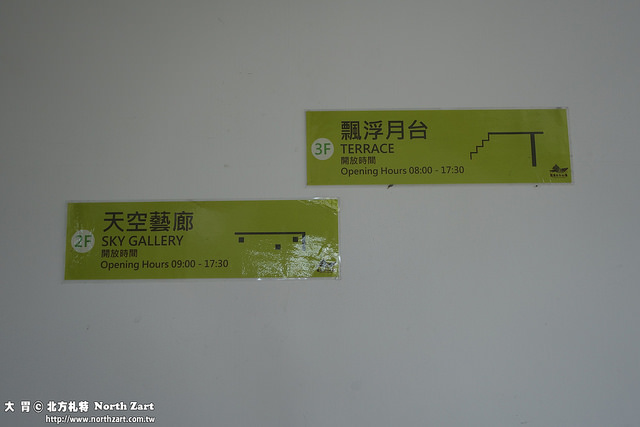 3F
飄浮月台
TERRACE
開放時間
Opening Hours 08:00 - 17:30
2F
天空藝廊
SKY GALLERY
開放時間
Opening Hours 09:00 - 17:30
大胃 © 北方札特 North Zart
http://www.northzart.com.tw